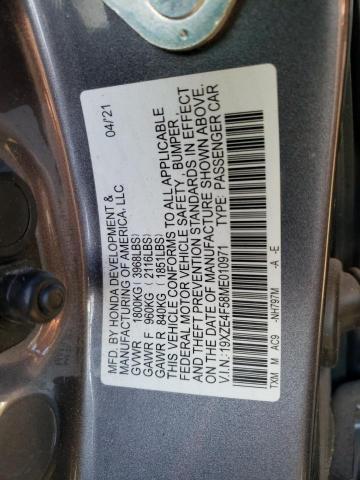 MFD. BY HONDA DEVELOPMENT &
MANUFACTURING OF AMERICA, LLC 04/21
GVWR 1800KG (3968LBS)
GAWR F 960KG (2116LBS)
GAWR R 840KG (1851LBS)
THIS VEHICLE CONFORMS TO ALL APPLICABLE
FEDERAL MOTOR VEHICLE SAFETY, BUMPER,
AND THEFT PREVENTION STANDARDS IN EFFECT
ON THE DATE OF MANUFACTURE SHOWN ABOVE.
V.I.N.: 19XZE4F58ME010971 TYPE: PASSENGER CAR
TXM M AC9 -NH797M -A -E